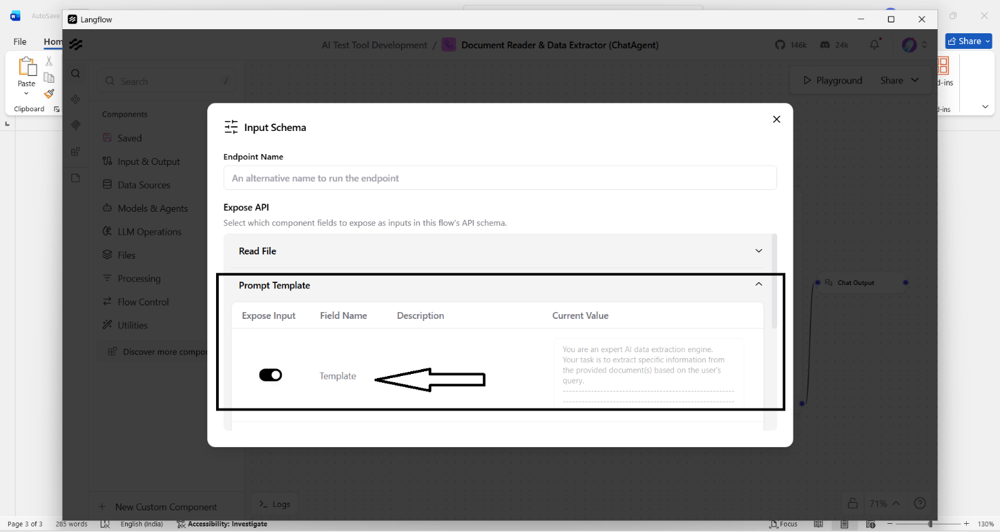 AutoSave
Langflow
File
Hom
Share
AI Test Tool Development / Document Reader & Data Extractor (ChatAgent)
146k
24k
Paste
Search
/
Playground
Share
d-ins
Clipboard
d-ins
Components
Saved
Input & Output
Data Sources
Models & Agents
LLM Operations
Files
Processing
Flow Control
Utilities
Discover more compon
New Custom Component
Input Schema
Endpoint Name
An alternative name to run the endpoint
Expose API
Select which component fields to expose as inputs in this flow's API schema.
Read File
Prompt Template
Expose Input Field Name Description Current Value
Template
You are an expert AI data extraction engine.
Your task is to extract specific information from
the provided document(s) based on the user's
query.
--------------------------------------------------------------
--------------------------------------------------------------
Chat Output
>_ Logs
71%
Page 3 of 3 285 words English (India) Accessibility: Investigate
Focus
130%